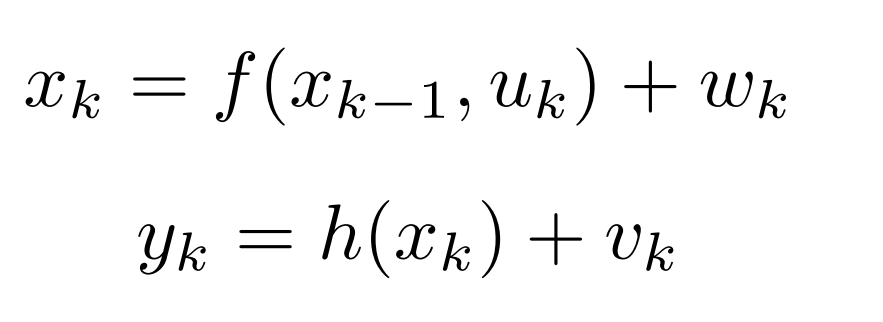 x_k = f(x_{k-1}, u_k) + w_k
y_k = h(x_k) + v_k